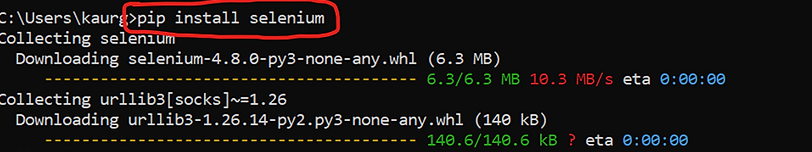 C:\Users\kaurg>pip install selenium
Collecting selenium
Downloading selenium-4.8.0-py3-none-any.whl (6.3 MB)
---------------------------------------- 6.3/6.3 MB 10.3 MB/s eta 0:00:00
Collecting urllib3[socks]~=1.26
Downloading urllib3-1.26.14-py2.py3-none-any.whl (140 kB)
---------------------------------------- 140.6/140.6 kB ? eta 0:00:00